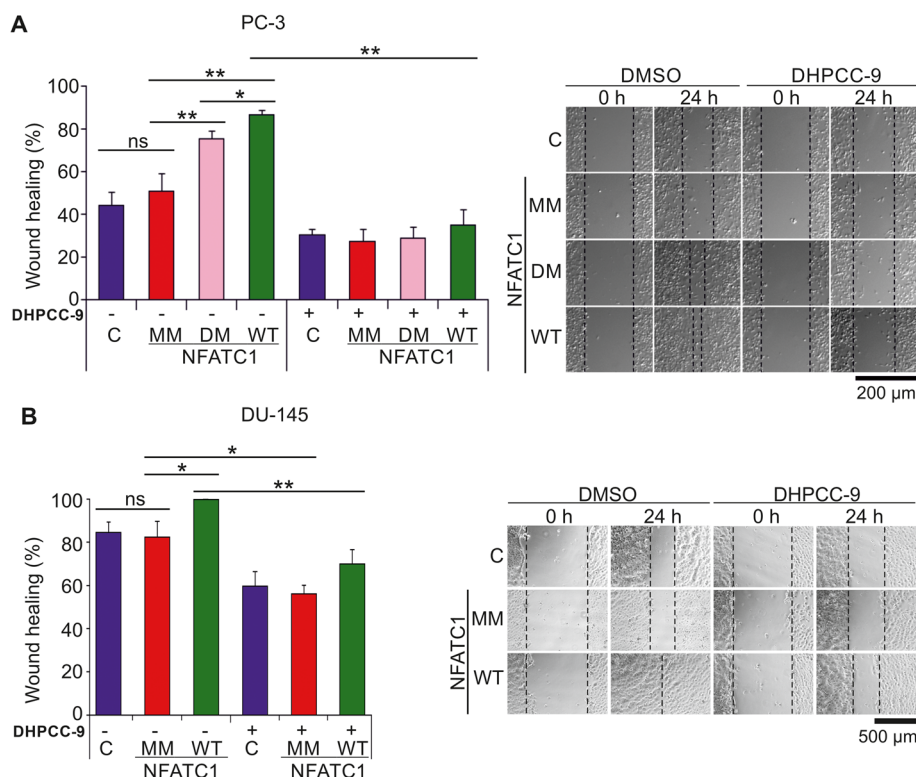 A
PC-3
Wound healing (%)
100
80
60
40
20
0
ns
**
**
*
**
DHPCC-9 - - - - + + + +
C MM DM WT C MM DM WT
NFATC1 NFATC1
DMSO DHPCC-9
0 h 24 h 0 h 24 h
C
MM
DM
WT
NFATC1
200 µm
B
DU-145
Wound healing (%)
100
80
60
40
60
0
ns
*
*
**
DHPCC-9 - - - + + +
C MM WT C MM WT
NFATC1 NFATC1
DMSO DHPCC-9
0 h 24 h 0 h 24 h
C
MM
WT
NFATC1
500 µm